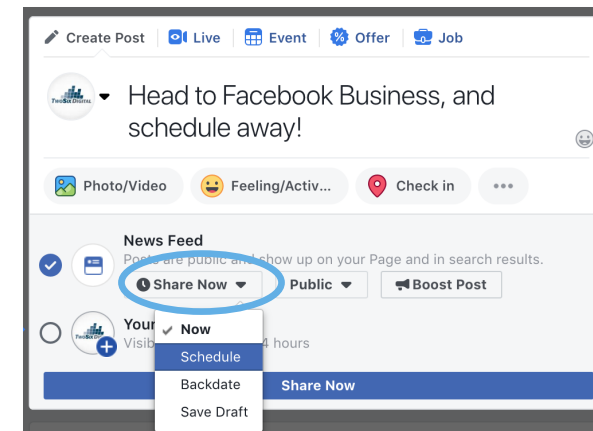 Create Post Live Event Offer Job
TwoSix Digital
Head to Facebook Business, and
schedule away!
Photo/Video Feeling/Activ... Check in
News Feed
Posts are public and show up on your Page and in search results.
Share Now Public Boost Post
Your
Visib 4 hours
Now
Schedule
Backdate
Save Draft
Share Now